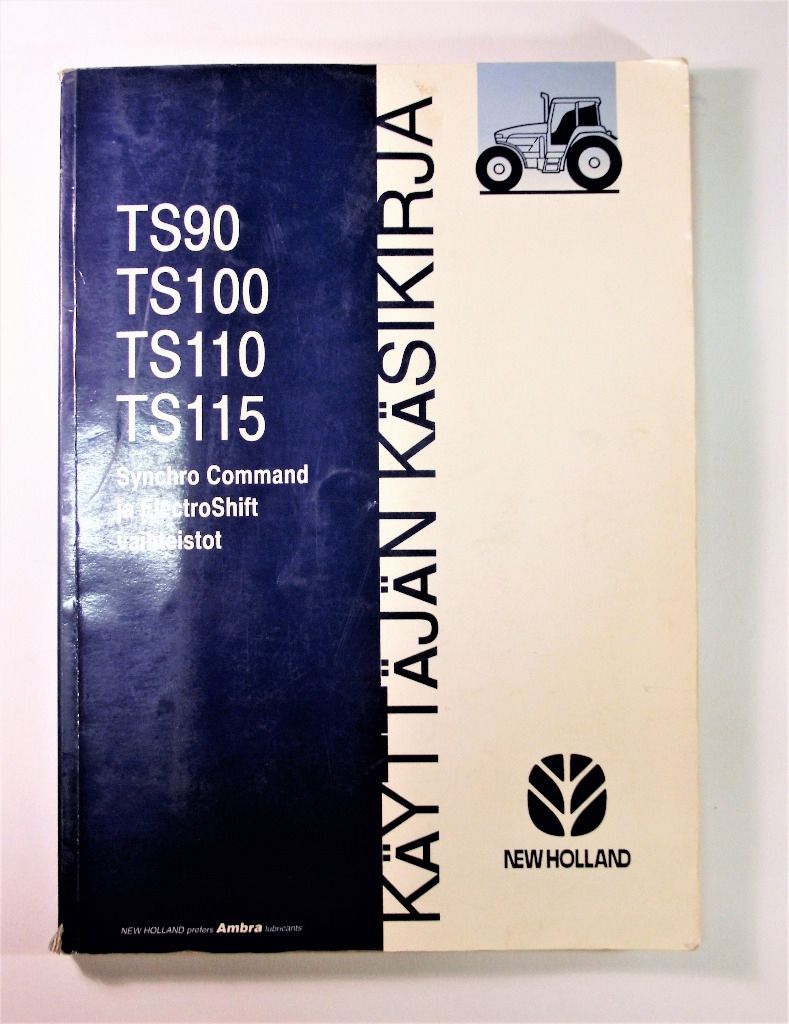 TS90
TS100
TS110
TS115
Synchro Command
ja ElectroShift
vaihteistot
KÄYTTÄJÄN KÄSIKIRJA
NEW HOLLAND
NEW HOLLAND prefers Ambra lubricants